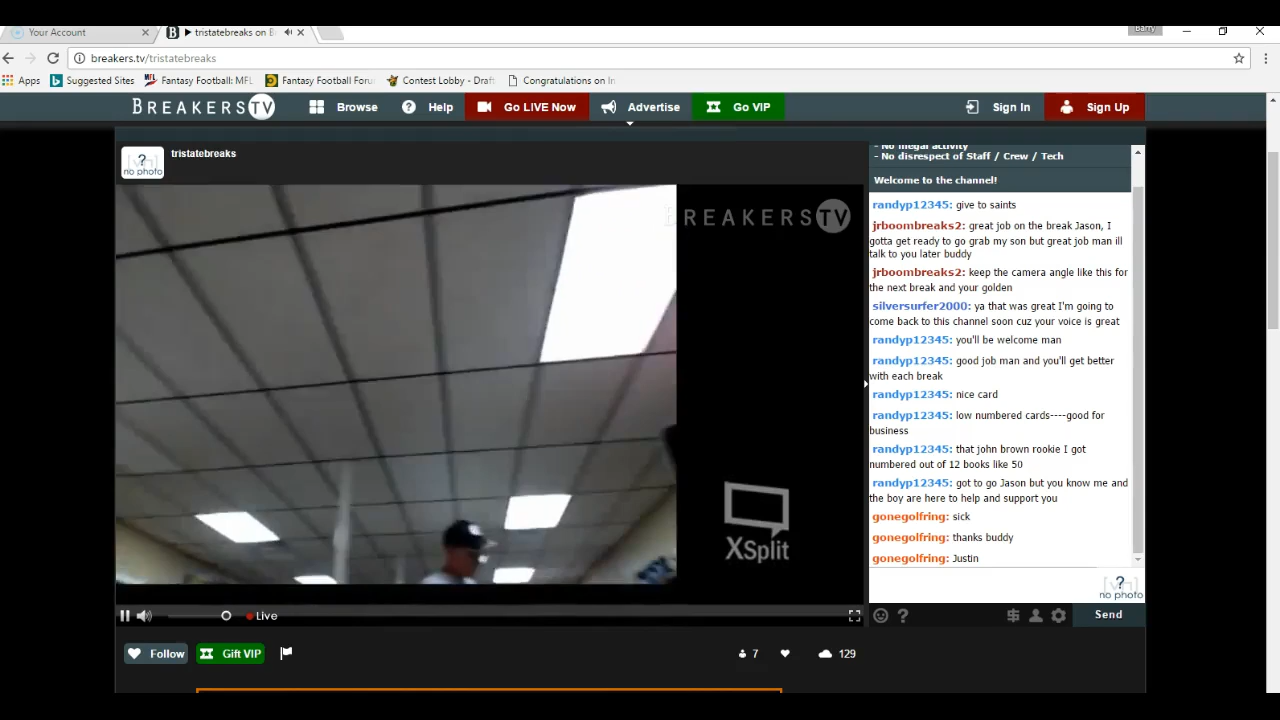 Your Account
tristatebreaks on B
Barry
breakers.tv/tristatebreaks
Apps
Suggested Sites
Fantasy Football: MFL
Fantasy Football Foru
Contest Lobby - Draft
Congratulations on In
BREAKERS TV
Browse
Help
Go LIVE Now
Advertise
Go VIP
Sign In
Sign Up
?
no photo
tristatebreaks
BREAKERS TV
XSplit
Live
- No illegal activity
- No disrespect of Staff / Crew / Tech
Welcome to the channel!
randyp12345: give to saints
jrboombreaks2: great job on the break Jason, I
gotta get ready to go grab my son but great job man ill
talk to you later buddy
jrboombreaks2: keep the camera angle like this for
the next break and your golden
silversurfer2000: ya that was great I'm going to
come back to this channel soon cuz your voice is great
randyp12345: you'll be welcome man
randyp12345: good job man and you'll get better
with each break
randyp12345: nice card
randyp12345: low numbered cards----good for
business
randyp12345: that john brown rookie I got
numbered out of 12 books like 50
randyp12345: got to go Jason but you know me and
the boy are here to help and support you
gonegolfring: sick
gonegolfring: thanks buddy
gonegolfring: Justin
?
no photo
Send
Follow
Gift VIP
7
129